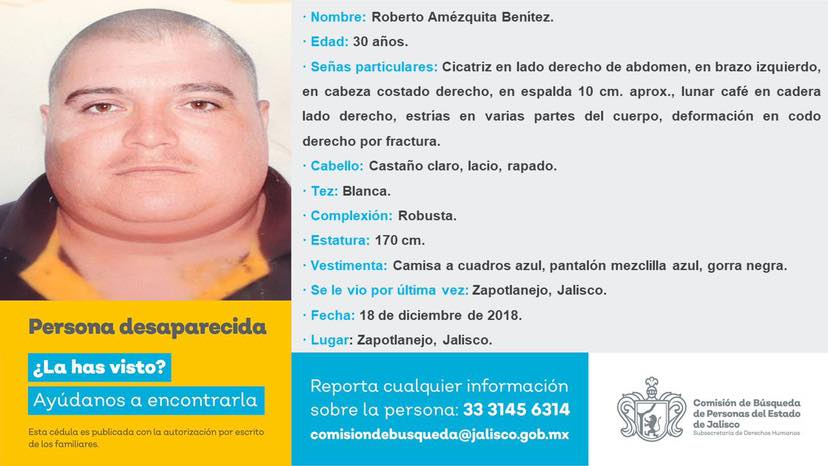 · Nombre: Roberto Amézquita Benítez.
· Edad: 30 años.
· Señas particulares: Cicatriz en lado derecho de abdomen, en brazo izquierdo,
en cabeza costado derecho, en espalda 10 cm. aprox., lunar café en cadera
lado derecho, estrías en varias partes del cuerpo, deformación en codo
derecho por fractura.
· Cabello: Castaño claro, lacio, rapado.
· Tez: Blanca.
· Complexión: Robusta.
· Estatura: 170 cm.
· Vestimenta: Camisa a cuadros azul, pantalón mezclilla azul, gorra negra.
· Se le vio por última vez: Zapotlanejo, Jalisco.
· Fecha: 18 de diciembre de 2018.
· Lugar: Zapotlanejo, Jalisco.
Persona desaparecida
¿La has visto?
Ayúdanos a encontrarla
Esta cédula es publicada con la autorización por escrito
de los familiares.
Reporta cualquier información
sobre la persona: 33 3145 6314
comisiondebusqueda@jalisco.gob.mx
Comisión de Búsqueda
de Personas del Estado
de Jalisco
Subsecretaría de Derechos Humanos